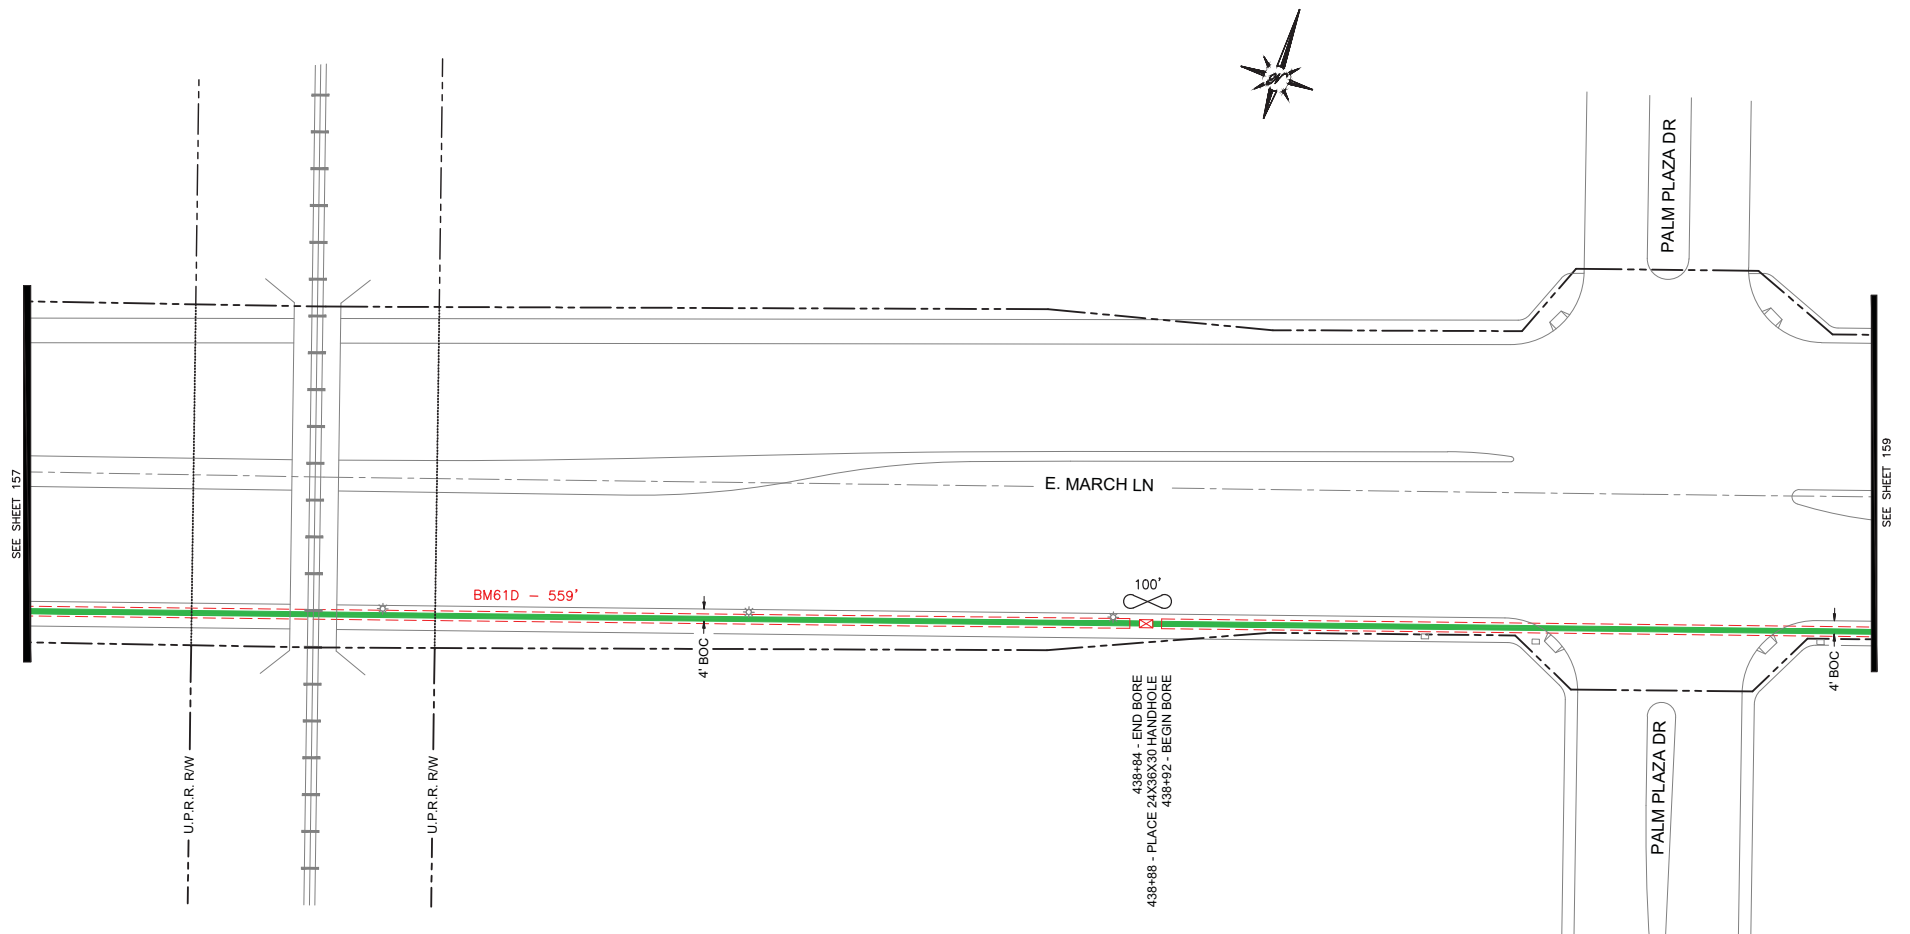 PALM PLAZA DR
SEE SHEET 157
SEE SHEET 159
E. MARCH LN
BM61D - 559'
100'
4' BOC
4' BOC
438+84 - END BORE
438+88 - PLACE 24X36X30 HANDHOLE
438+92 - BEGIN BORE
U.P.R.R. R/W
U.P.R.R. R/W
PALM PLAZA DR